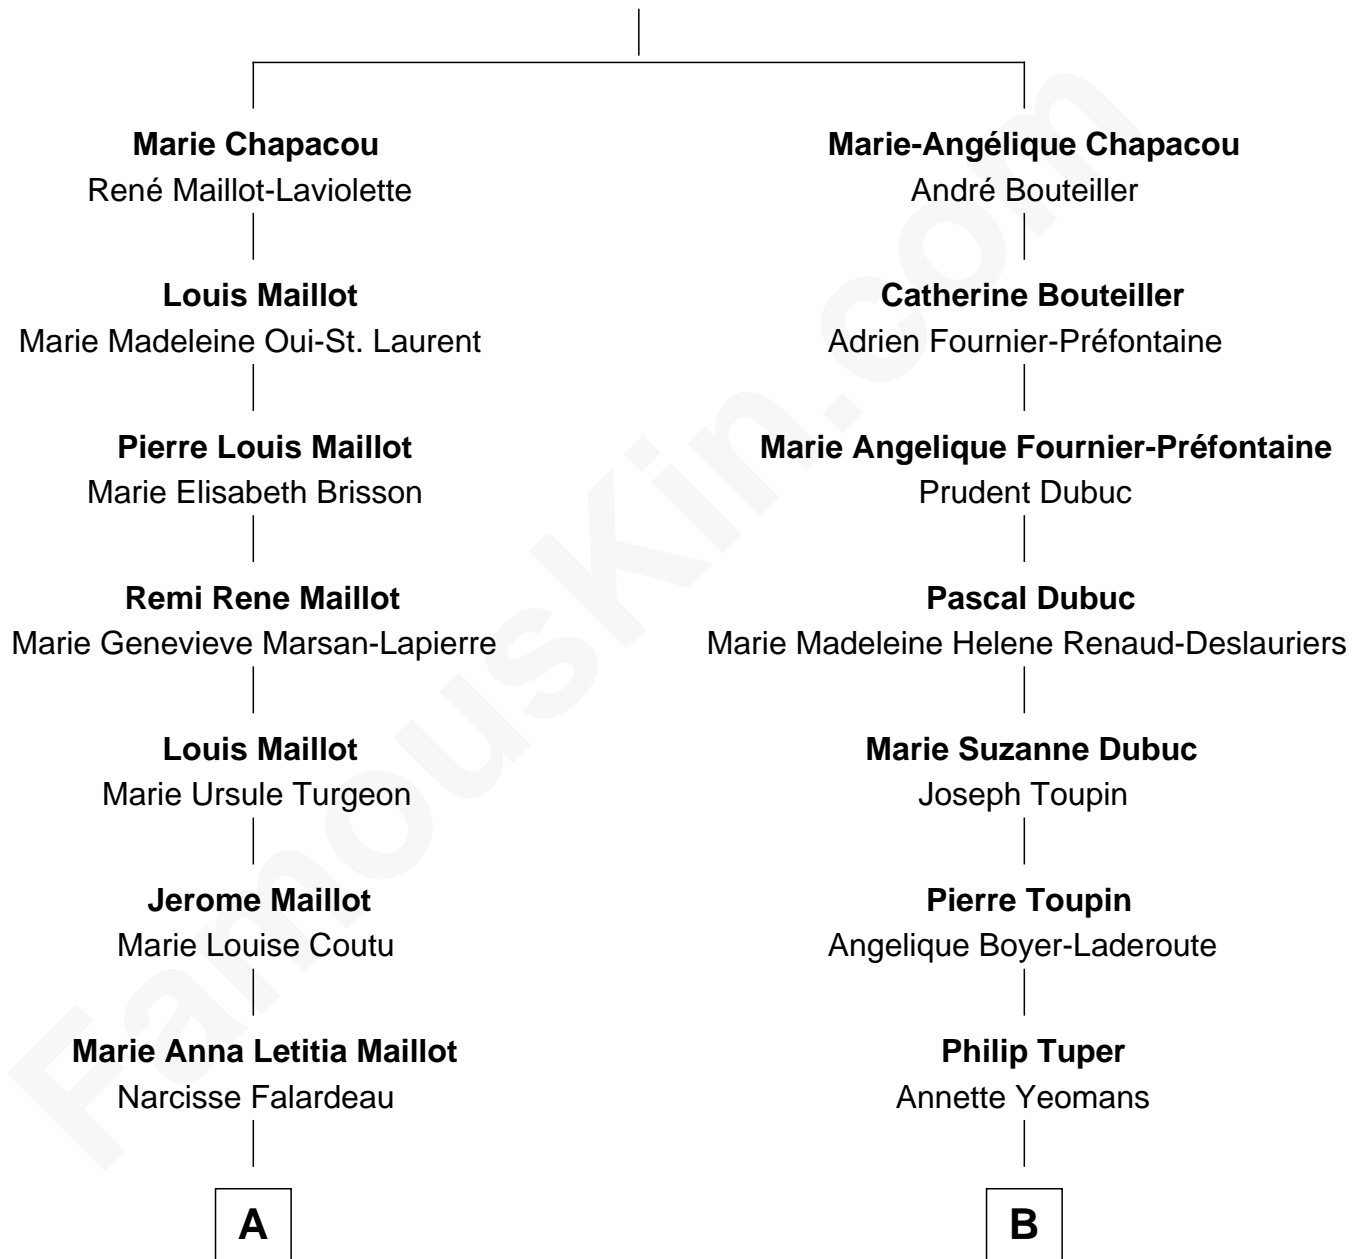 Marie Chapacou
René Maillot-Laviolette
Louis Maillot
Marie Madeleine Oui-St. Laurent
Pierre Louis Maillot
Marie Elisabeth Brisson
Remi Rene Maillot
Marie Genevieve Marsan-Lapierre
Louis Maillot
Marie Ursule Turgeon
Jerome Maillot
Marie Louise Coutu
Marie Anna Letitia Maillot
Narcisse Falardeau
A
Marie-Angélique Chapacou
André Bouteiller
Catherine Bouteiller
Adrien Fournier-Préfontaine
Marie Angelique Fournier-Préfontaine
Prudent Dubuc
Pascal Dubuc
Marie Madeleine Helene Renaud-Deslauriers
Marie Suzanne Dubuc
Joseph Toupin
Pierre Toupin
Angelique Boyer-Laderoute
Philip Tuper
Annette Yeomans
B
FamousKin.com